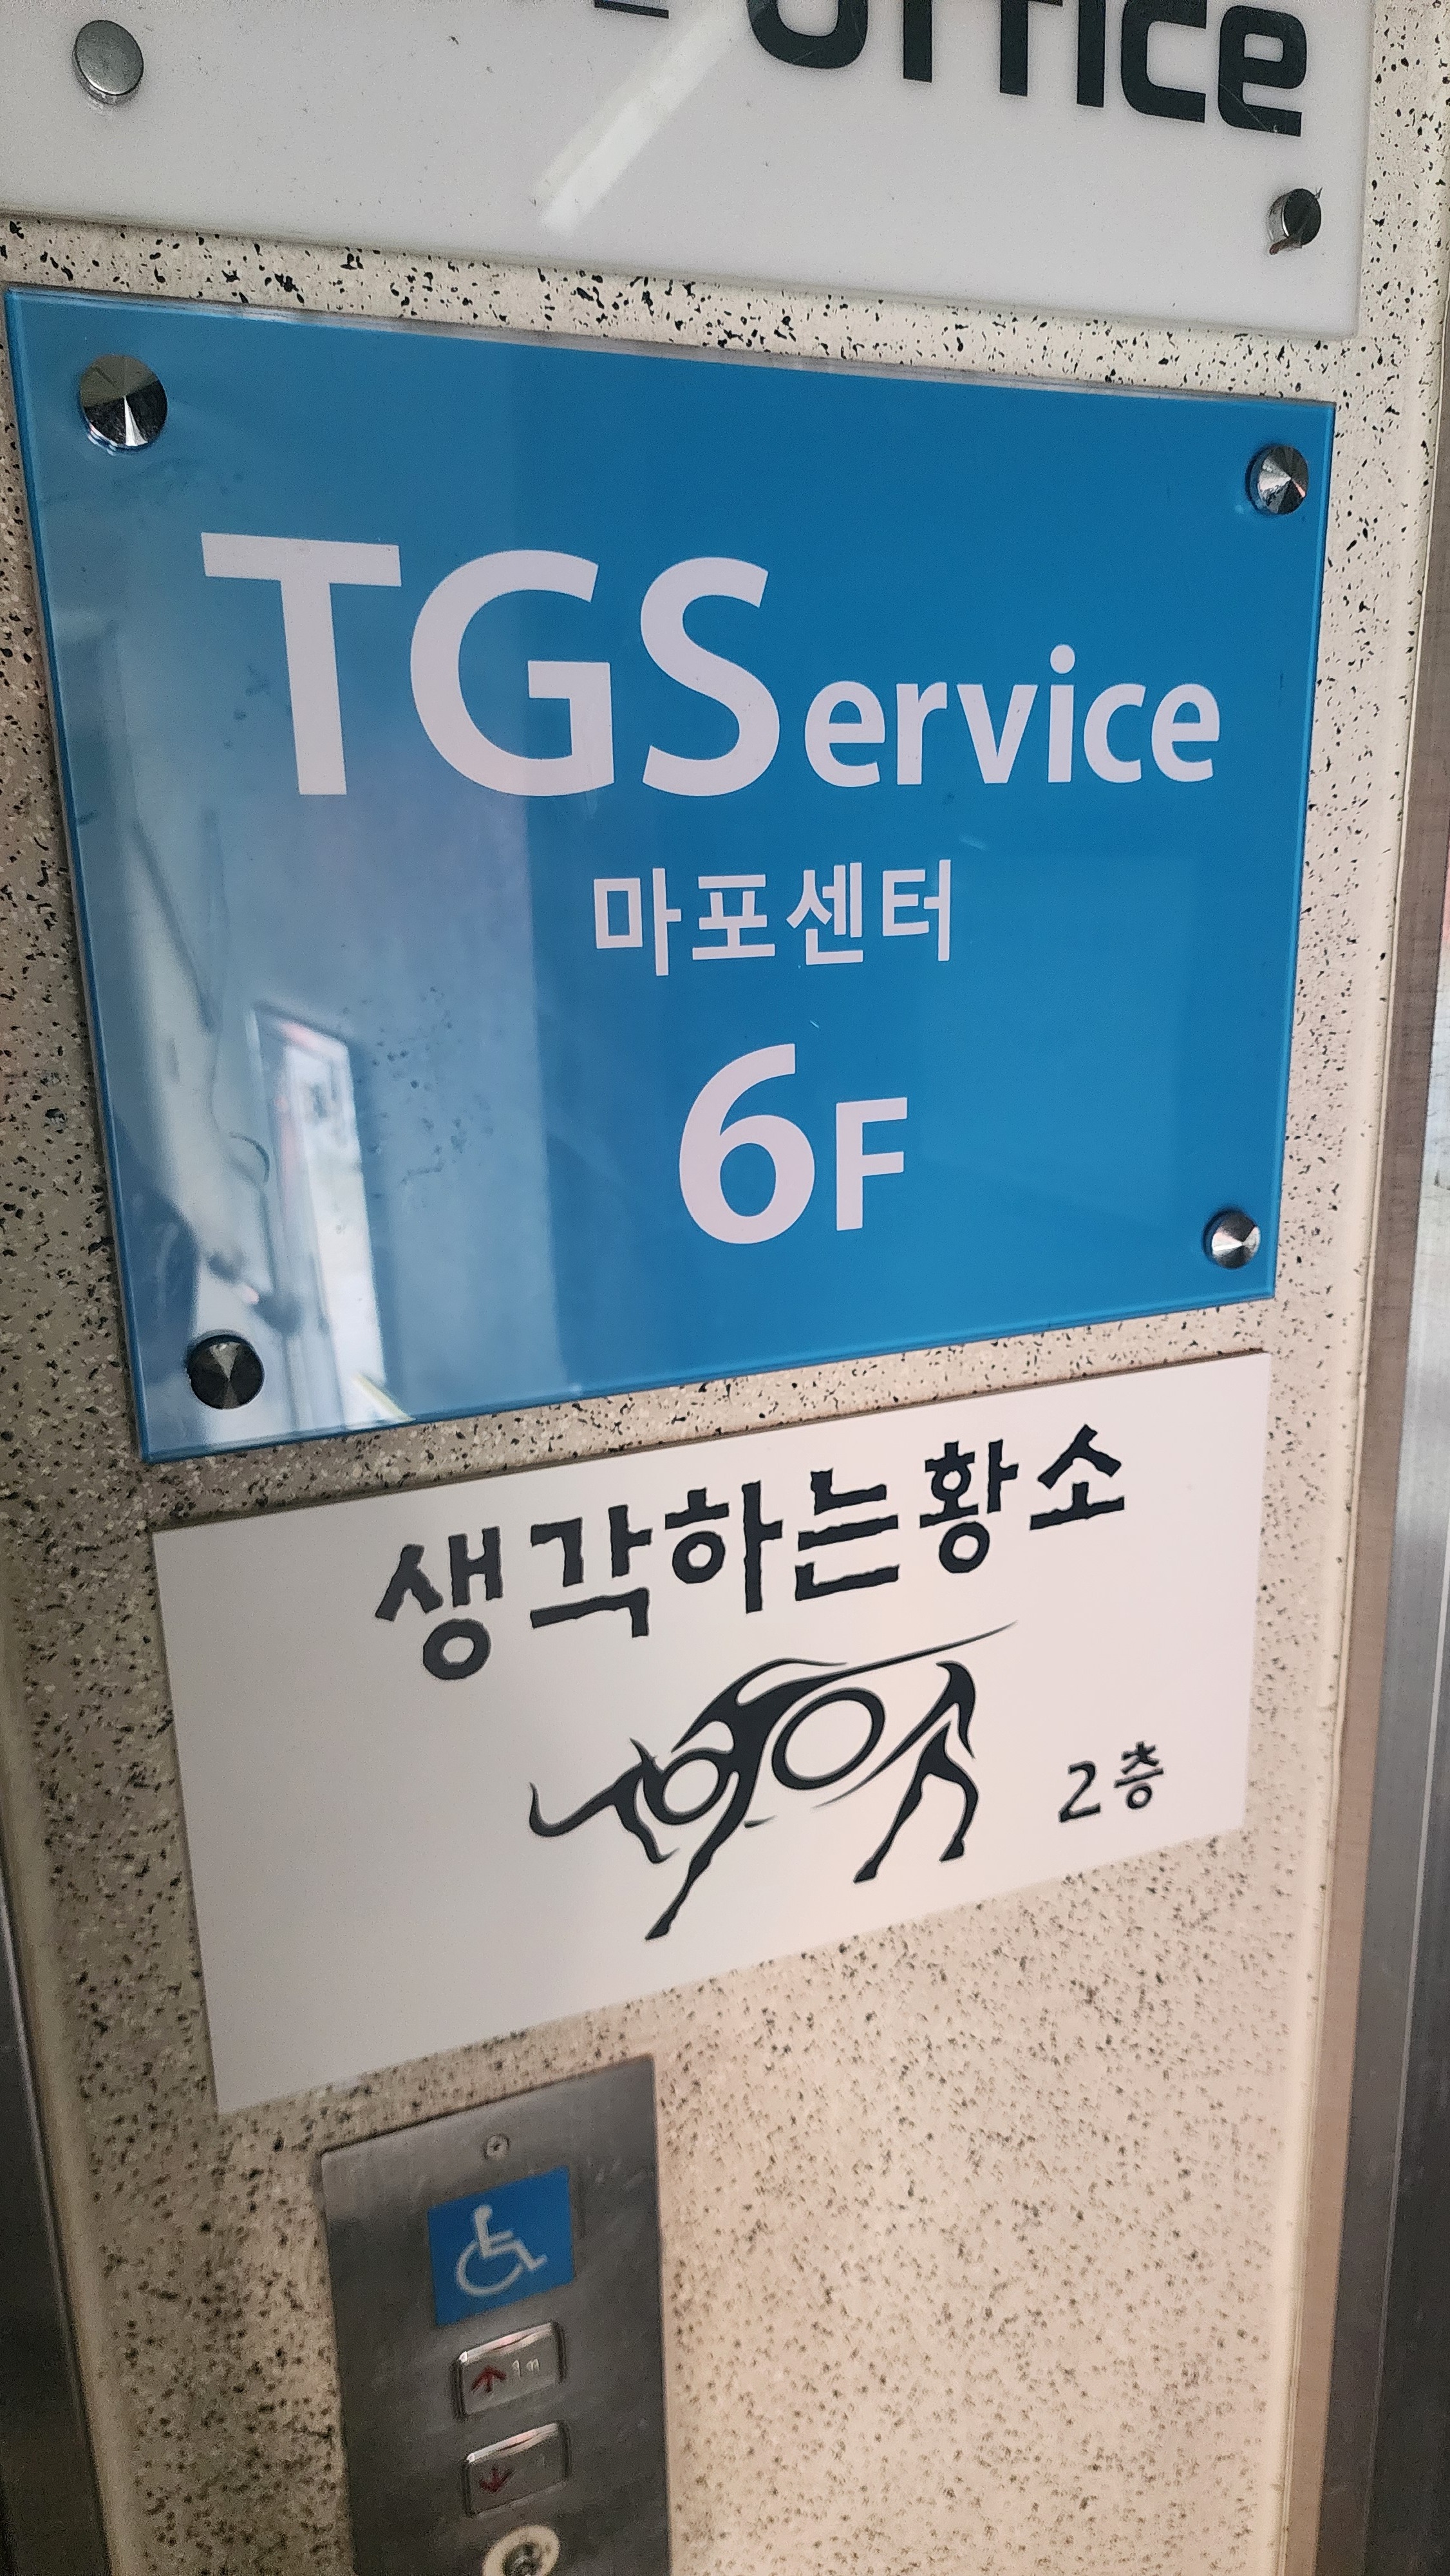 office
TGService
마포센터
6F
생각하는황소
2층